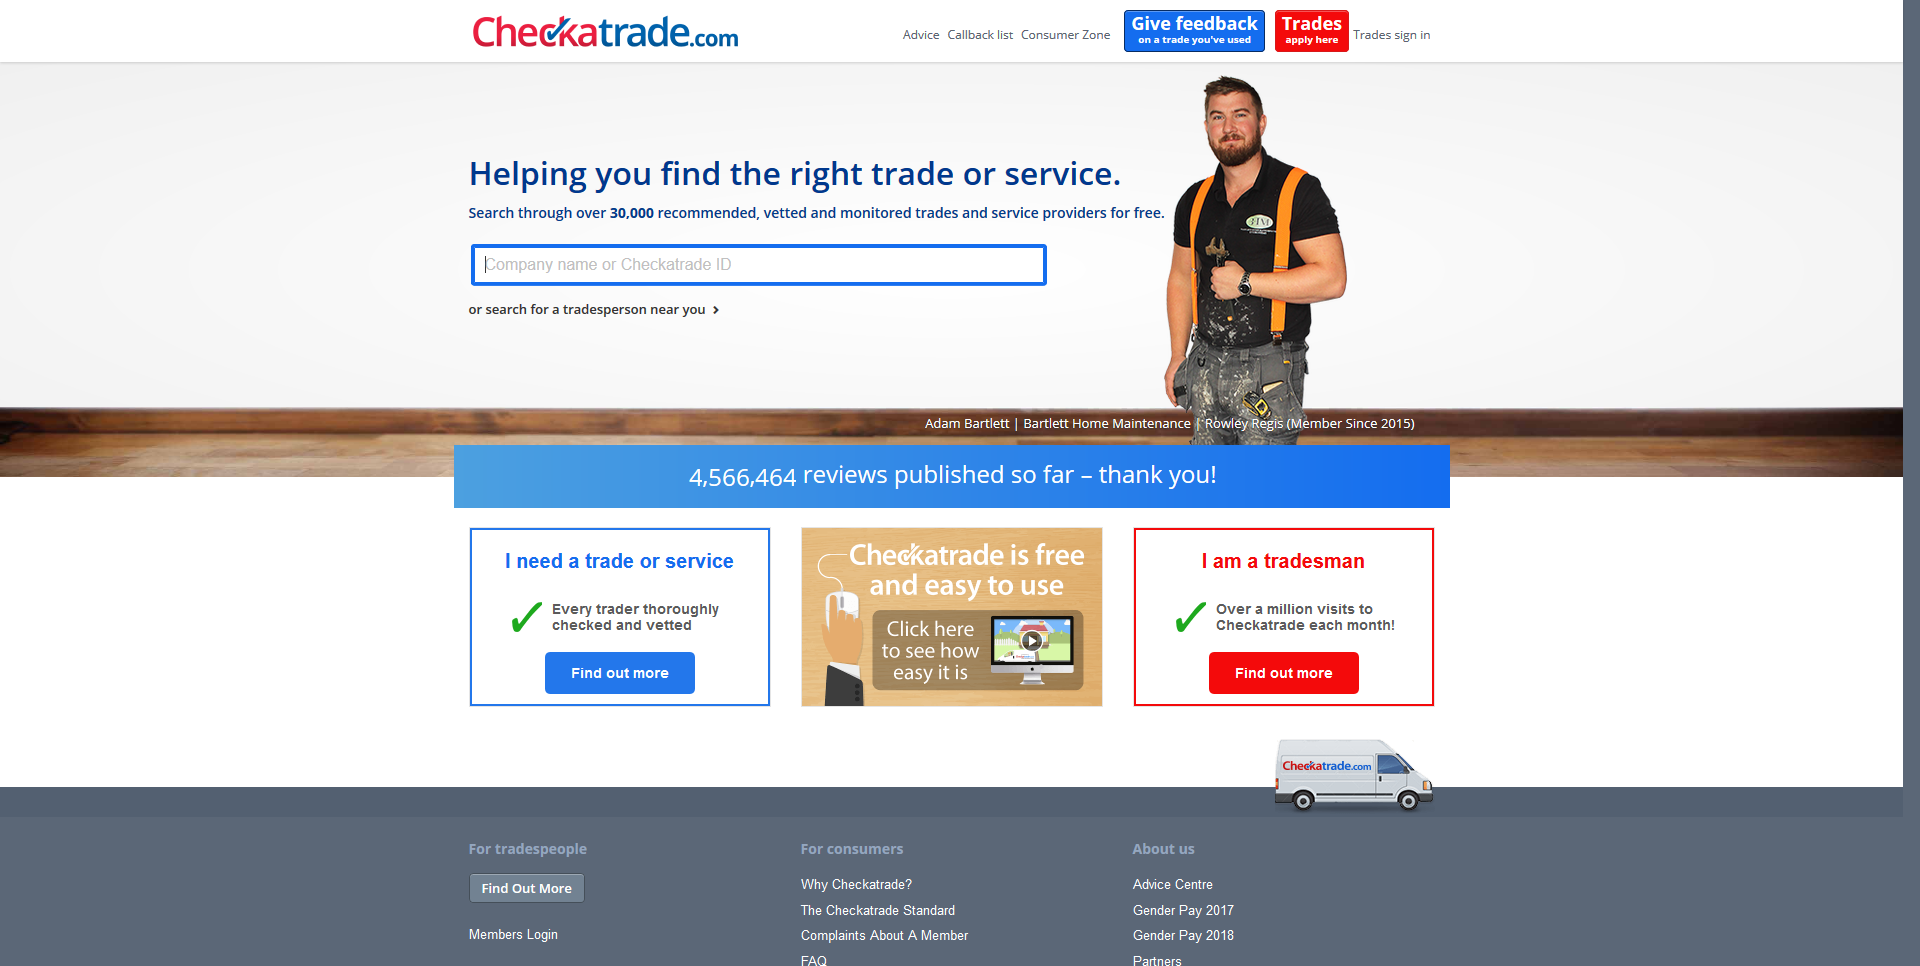 Checkatrade.com
Advice Callback list Consumer Zone
Give feedback
on a trade you've used
Trades
apply here
Trades sign in
Helping you find the right trade or service.
Search through over 30,000 recommended, vetted and monitored trades and service providers for free.
Company name or Checkatrade ID
or search for a tradesperson near you
Adam Bartlett | Bartlett Home Maintenance | Rowley Regis (Member Since 2015)
4,566,464 reviews published so far – thank you!
I need a trade or service
Every trader thoroughly
checked and vetted
Find out more
Checkatrade is free
and easy to use
Click here
to see how
easy it is
I am a tradesman
Over a million visits to
Checkatrade each month!
Find out more
Checkatrade.com
For tradespeople
Find Out More
Members Login
For consumers
Why Checkatrade?
The Checkatrade Standard
Complaints About A Member
FAQ
About us
Advice Centre
Gender Pay 2017
Gender Pay 2018
Partners